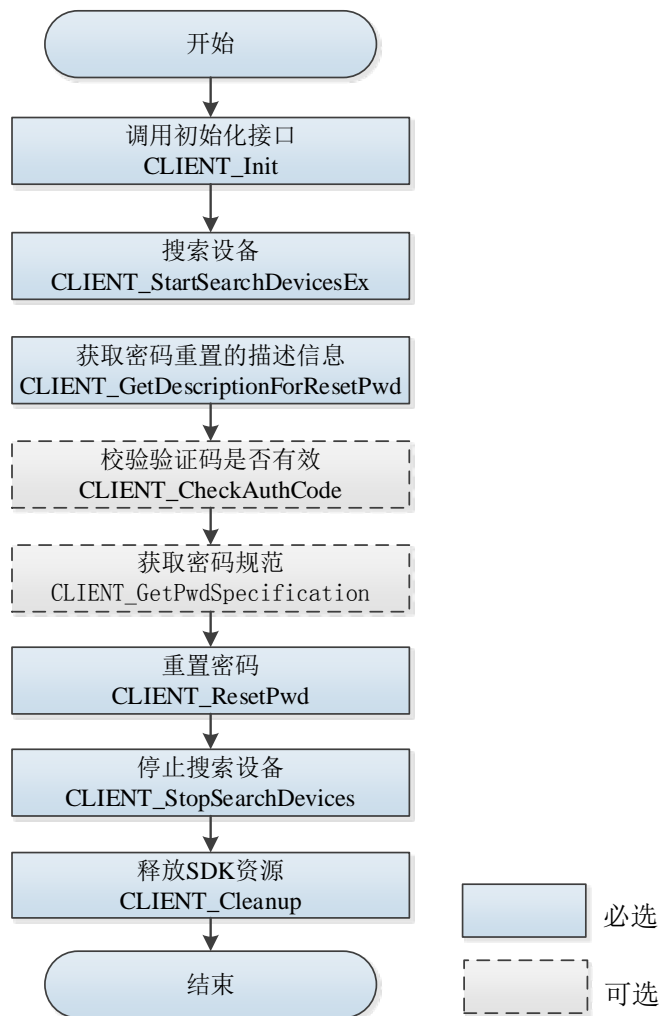 开始
调用初始化接口
CLIENT_Init
搜索设备
CLIENT_StartSearchDevicesEx
获取密码重置的描述信息
CLIENT_GetDescriptionForResetPwd
校验验证码是否有效
CLIENT_CheckAuthCode
获取密码规范
CLIENT_GetPwdSpecification
重置密码
CLIENT_ResetPwd
停止搜索设备
CLIENT_StopSearchDevices
释放SDK资源
CLIENT_Cleanup
结束
必选
可选